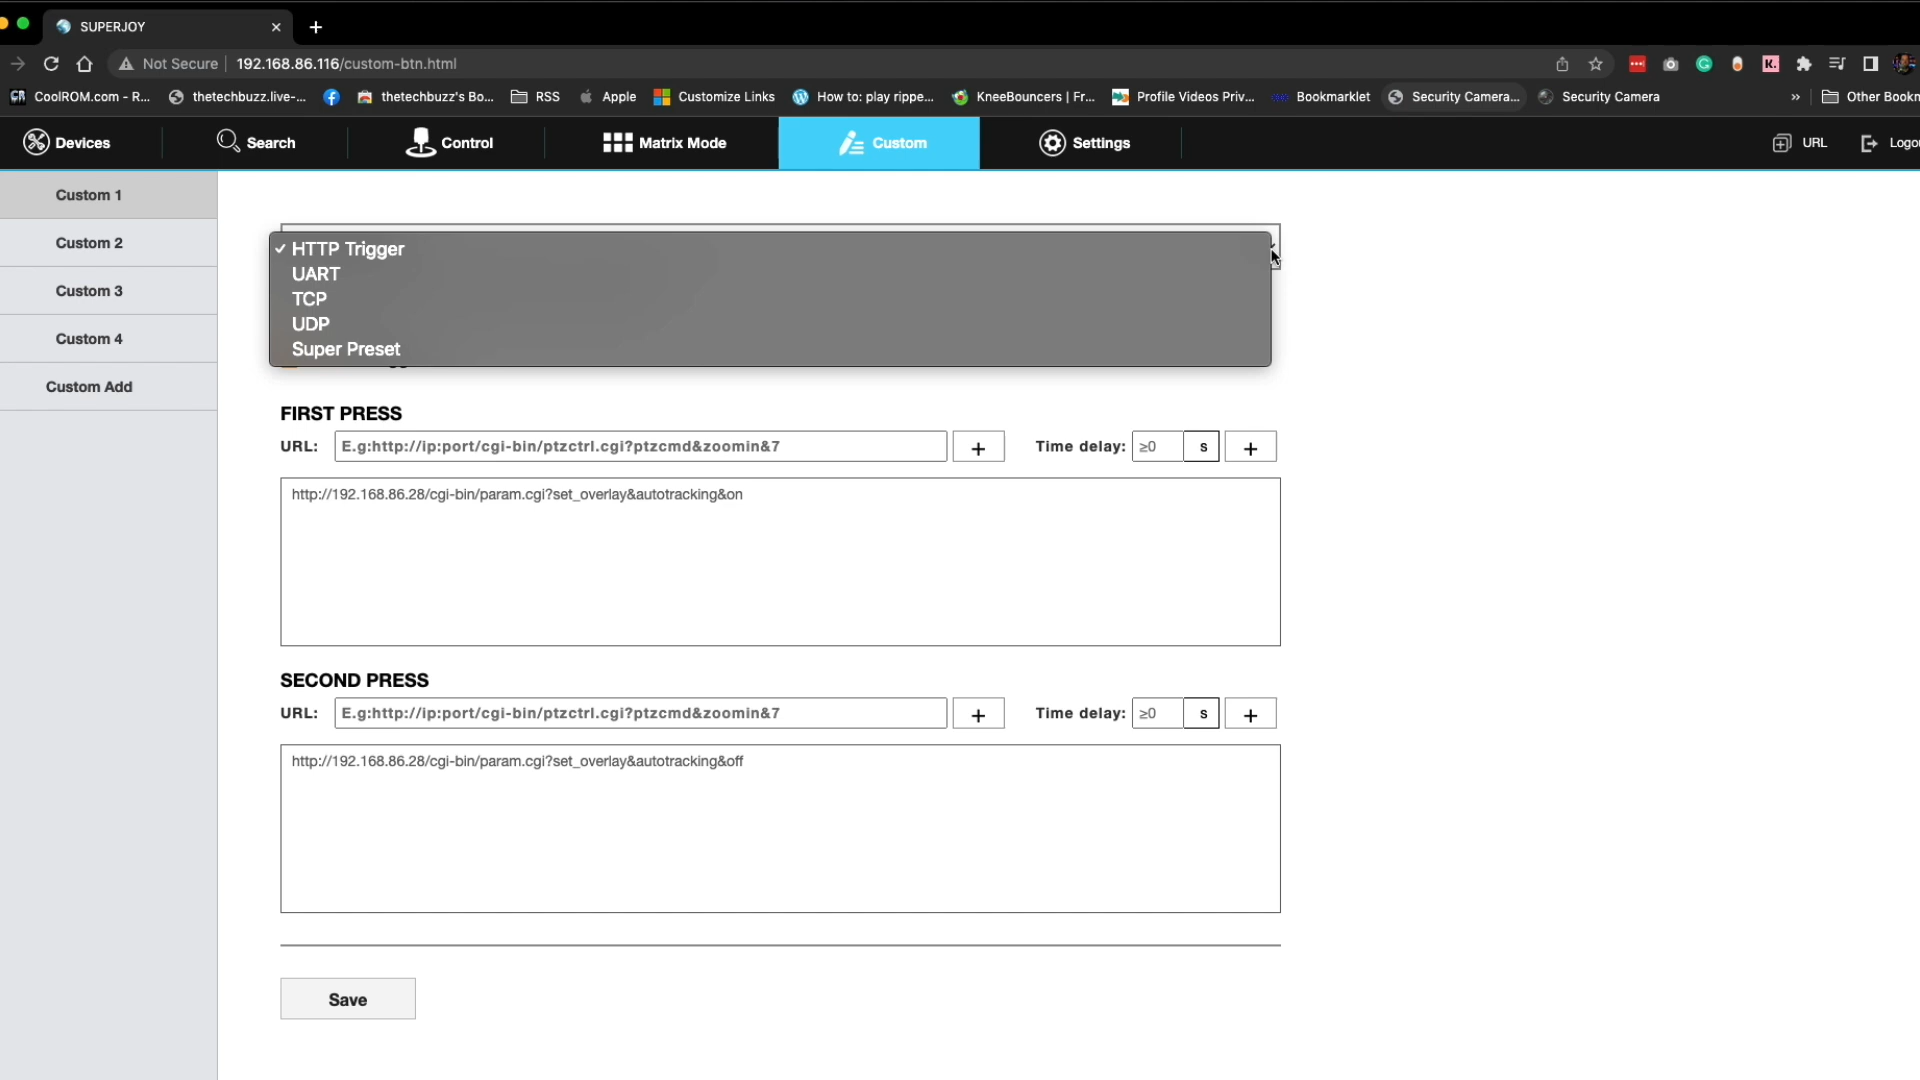 SUPERJOY
Not Secure
192.168.86.116/custom-btn.html
CoolROM.com - R...
thetechbuzz.live-...
thetechbuzz's Bo...
RSS
Apple
Customize Links
How to: play rippe...
KneeBouncers | Fr...
Profile Videos Priv...
Bookmarklet
Security Camera...
Security Camera
»
Other Bookn
Devices
Search
Control
Matrix Mode
Custom
Settings
URL
Logou
Custom 1
Custom 2
Custom 3
Custom 4
Custom Add
✓ HTTP Trigger
UART
TCP
UDP
Super Preset
FIRST PRESS
URL: E.g:http://ip:port/cgi-bin/ptzctrl.cgi?ptzcmd&zoomin&7 + Time delay: ≥0 s +
http://192.168.86.28/cgi-bin/param.cgi?set_overlay&autotracking&on
SECOND PRESS
URL: E.g:http://ip:port/cgi-bin/ptzctrl.cgi?ptzcmd&zoomin&7 + Time delay: ≥0 s +
http://192.168.86.28/cgi-bin/param.cgi?set_overlay&autotracking&off
Save